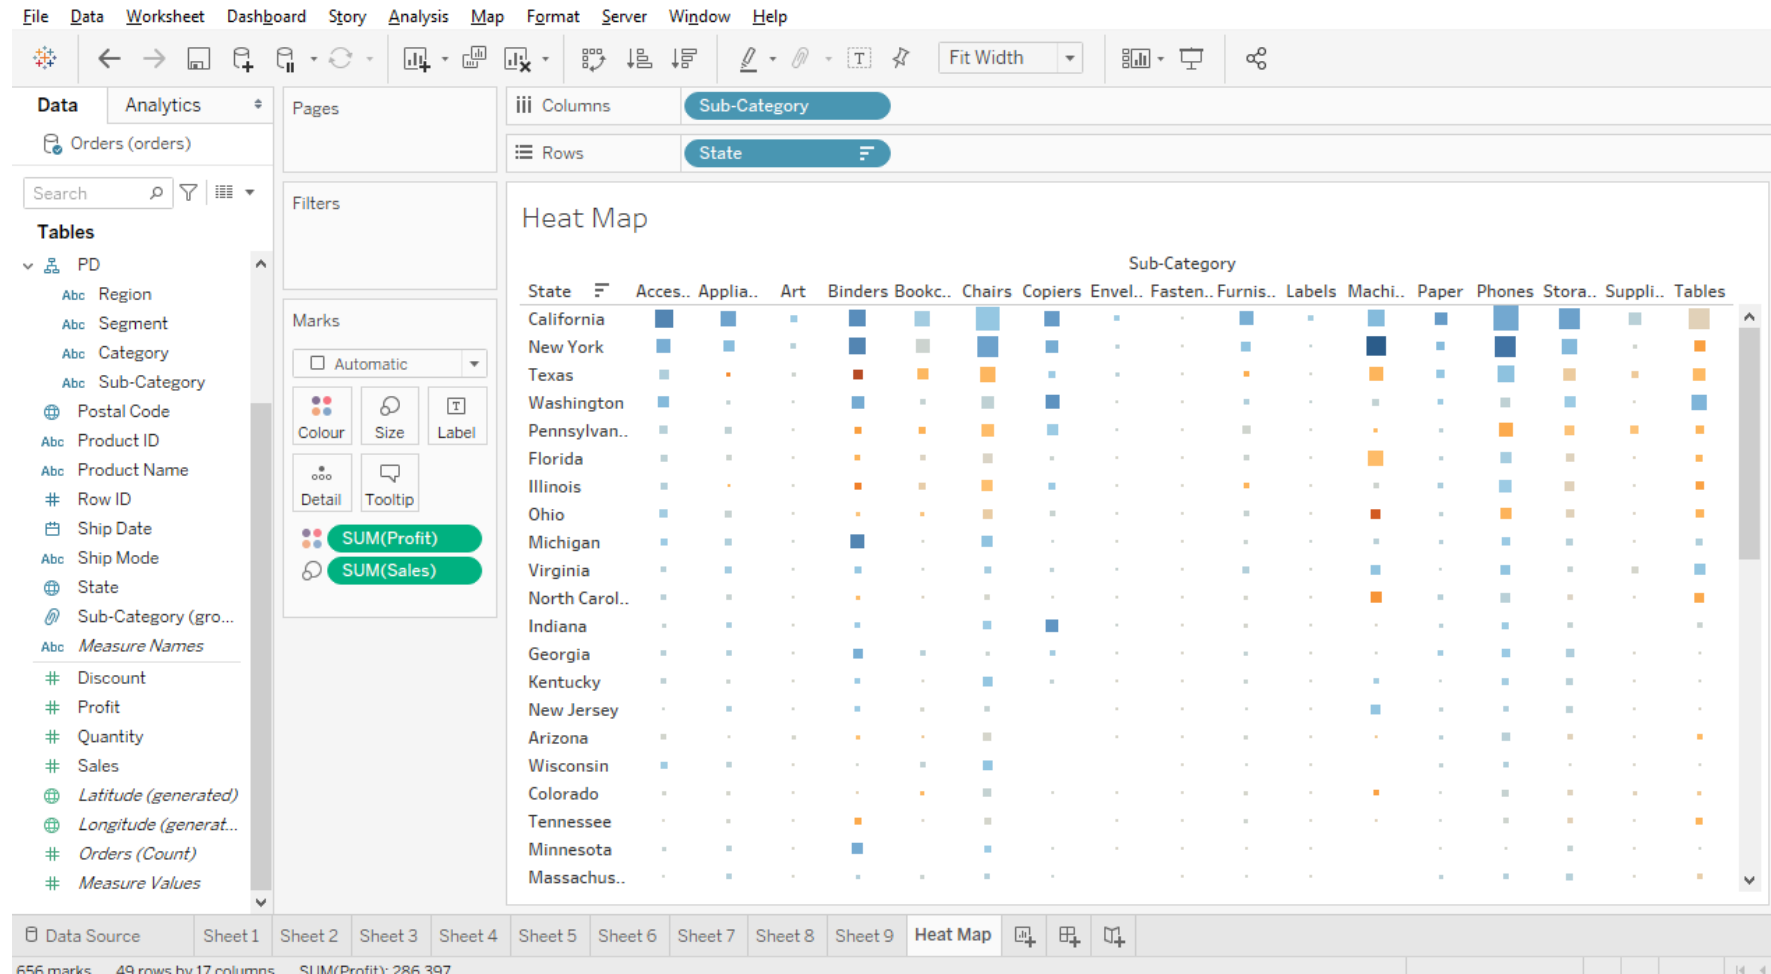 File Data Worksheet Dashboard Story Analysis Map Format Server Window Help
Fit Width
Data Analytics
Orders (orders)
Search
Tables
PD
Abc Region
Abc Segment
Abc Category
Abc Sub-Category
Postal Code
Abc Product ID
Abc Product Name
# Row ID
Ship Date
Abc Ship Mode
State
Sub-Category (gro...
Abc Measure Names
# Discount
# Profit
# Quantity
# Sales
Latitude (generated)
Longitude (generat...
# Orders (Count)
# Measure Values
Pages
Filters
Marks
Automatic
Colour Size T Label
Detail Tooltip
SUM(Profit)
SUM(Sales)
Columns Sub-Category
Rows State
Heat Map
Sub-Category
State Acces.. Applia.. Art Binders Bookc.. Chairs Copiers Envel.. Fasten.. Furnis.. Labels Machi.. Paper Phones Stora.. Suppli.. Tables
California
New York
Texas
Washington
Pennsylvan..
Florida
Illinois
Ohio
Michigan
Virginia
North Carol..
Indiana
Georgia
Kentucky
New Jersey
Arizona
Wisconsin
Colorado
Tennessee
Minnesota
Massachus..
Data Source Sheet 1 Sheet 2 Sheet 3 Sheet 4 Sheet 5 Sheet 6 Sheet 7 Sheet 8 Sheet 9 Heat Map
656 marks 49 rows by 17 columns SUM(Profit): 286,397